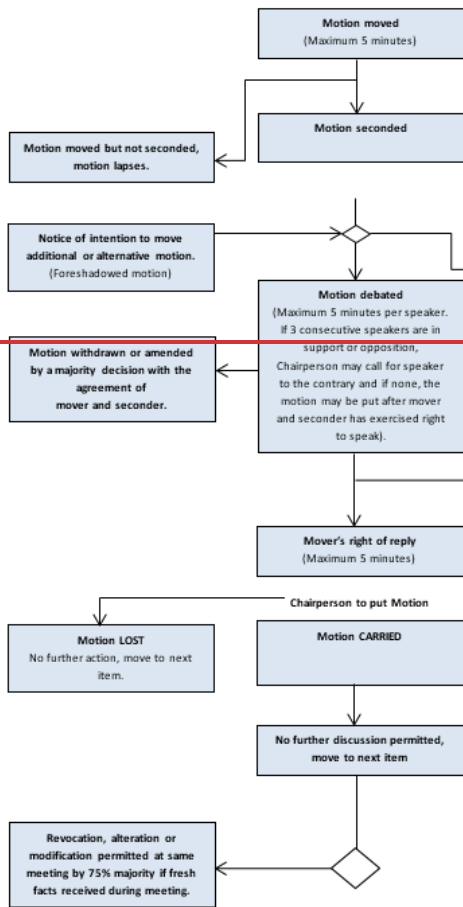 Motion moved
(Maximum 5 minutes)
Motion seconded
Motion moved but not seconded,
motion lapses.
Notice of intention to move
additional or alternative motion.
(Foreshadowed motion)
Motion debated
(Maximum 5 minutes per speaker.
If 3 consecutive speakers are in
support or opposition,
Chairperson may call for speaker
to the contrary and if none, the
motion may be put after mover
and seconder has exercised right
to speak).
Motion withdrawn or amended
by a majority decision with the
agreement of
mover and seconder.
Mover's right of reply
(Maximum 5 minutes)
Chairperson to put Motion
Motion LOST
No further action, move to next
item.
Motion CARRIED
No further discussion permitted,
move to next item
Revocation, alteration or
modification permitted at same
meeting by 75% majority if fresh
facts received during meeting.